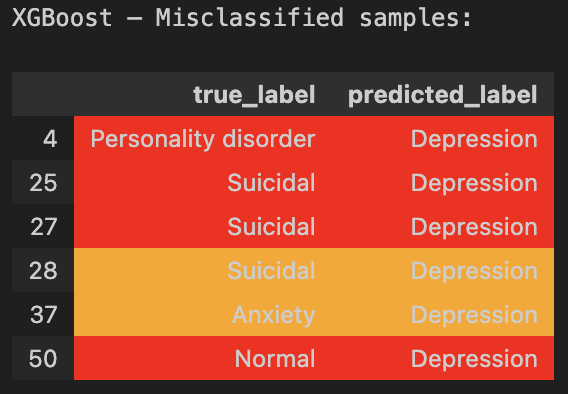 XGBoost – Misclassified samples:
true_label predicted_label
4 Personality disorder Depression
25 Suicidal Depression
27 Suicidal Depression
28 Suicidal Depression
37 Anxiety Depression
50 Normal Depression